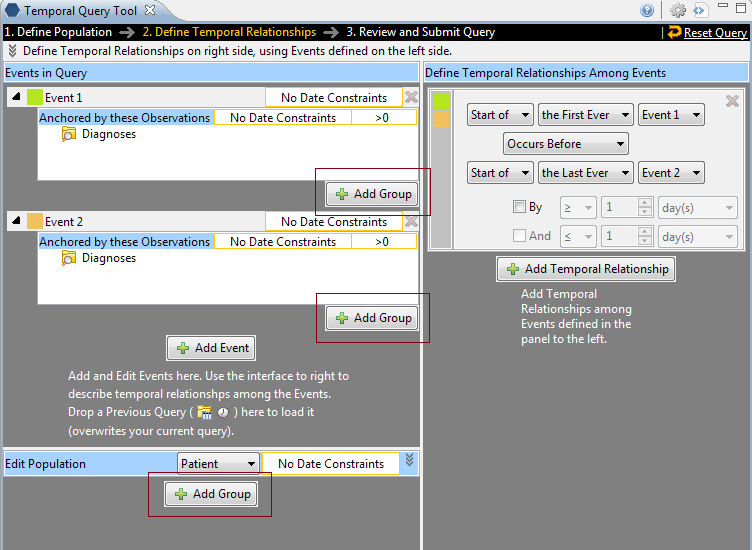 Temporal Query Tool
1. Define Population → 2. Define Temporal Relationships → 3. Review and Submit Query Reset Query
Define Temporal Relationships on right side, using Events defined on the left side.
Events in Query
Event 1 No Date Constraints
Anchored by these Observations No Date Constraints >0
Diagnoses
Add Group
Event 2 No Date Constraints
Anchored by these Observations No Date Constraints >0
Diagnoses
Add Group
Add Event
Add and Edit Events here. Use the interface to right to
describe temporal relationshps among the Events.
Drop a Previous Query ( ) here to load it
(overwrites your current query).
Edit Population Patient No Date Constraints
Add Group
Define Temporal Relationships Among Events
Start of the First Ever Event 1
Occurs Before
Start of the Last Ever Event 2
By ≥ 1 day(s)
And ≤ 1 day(s)
Add Temporal Relationship
Add Temporal
Relationships among
Events defined in the
panel to the left.